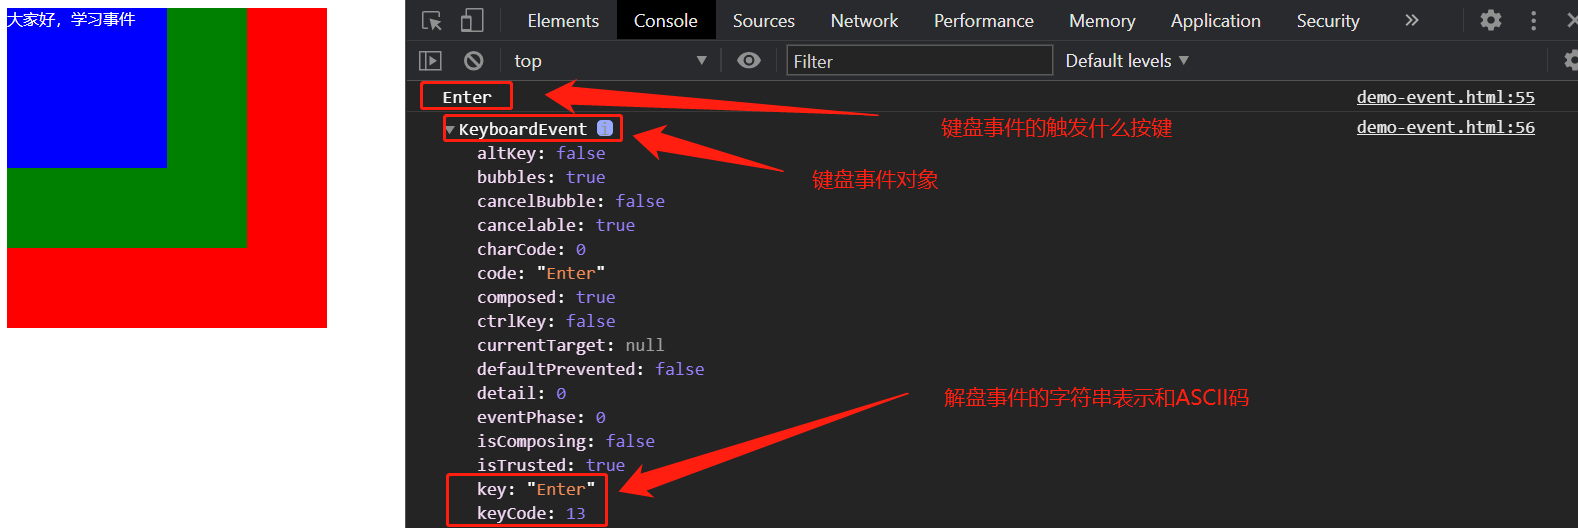 大家好，学习事件
Elements Console Sources Network Performance Memory Application Security »
top ▼ Filter Default levels ▼
Enter demo-event.html:55
键盘事件的触发什么按键
▼KeyboardEvent i demo-event.html:56
altKey: false
键盘事件对象
bubbles: true
cancelBubble: false
cancelable: true
charCode: 0
code: "Enter"
composed: true
ctrlKey: false
currentTarget: null
defaultPrevented: false
detail: 0
解盘事件的字符串表示和ASCII码
eventPhase: 0
isComposing: false
isTrusted: true
key: "Enter"
keyCode: 13